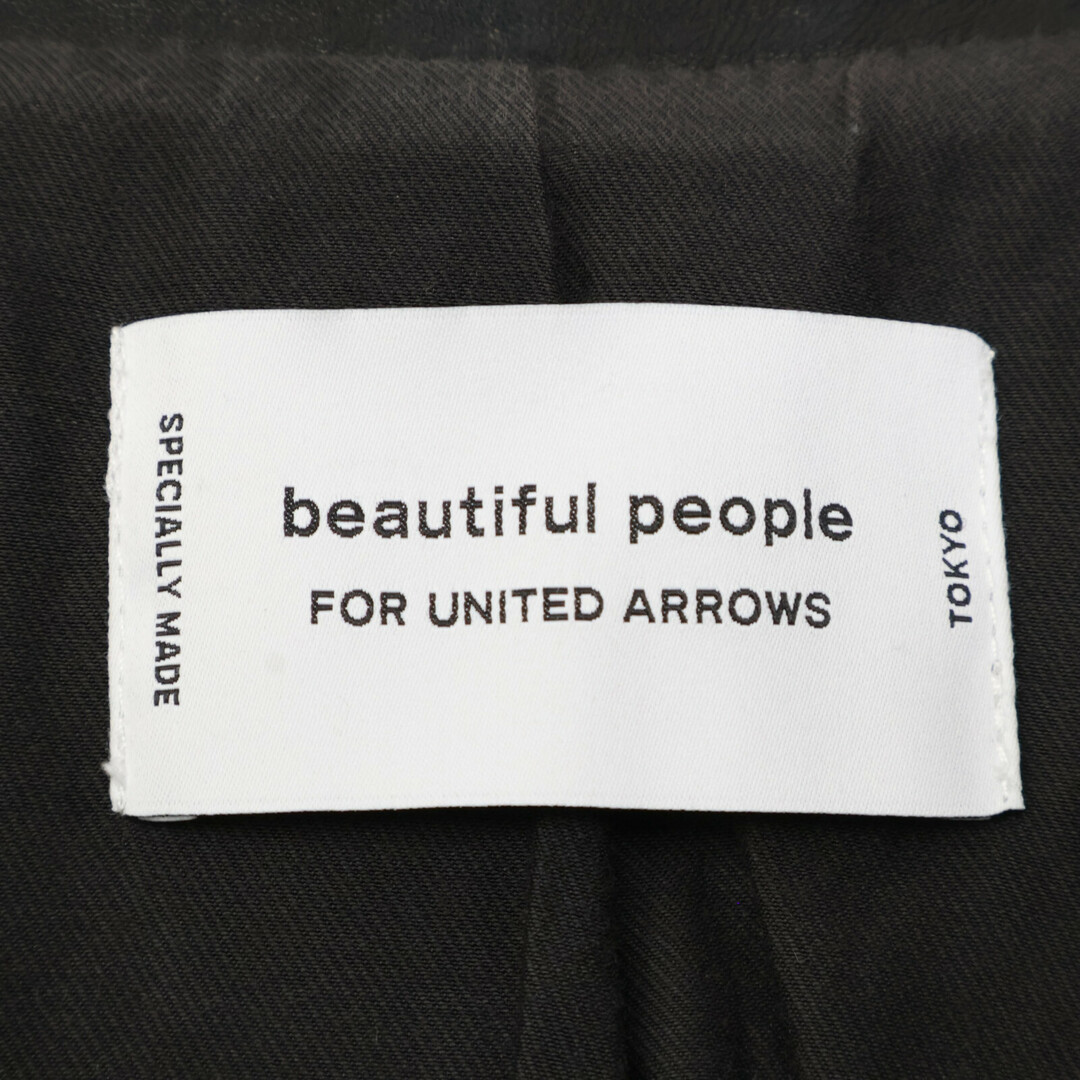 SPECIALLY MADE
beautiful people
FOR UNITED ARROWS
TOKYO